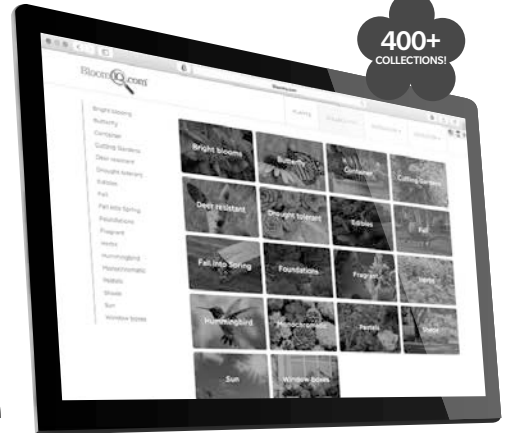 400+
COLLECTIONS!
BloomIQ.com
PLANTS
Bright blooms
Butterfly
Container
Cutting Gardens
Deer resistant
Drought tolerant
Edibles
Fall
Fall into Spring
Foundations
Fragrant
Hummingbird
Monochromatic
Pastels
Shade
Sun
Window boxes
Bright blooms
Butterfly
Container
Cutting Gardens
Deer resistant
Drought tolerant
Edibles
Fall
Fall into Spring
Foundations
Fragrant
Hummingbird
Monochromatic
Pastels
Shade
Sun
Window boxes